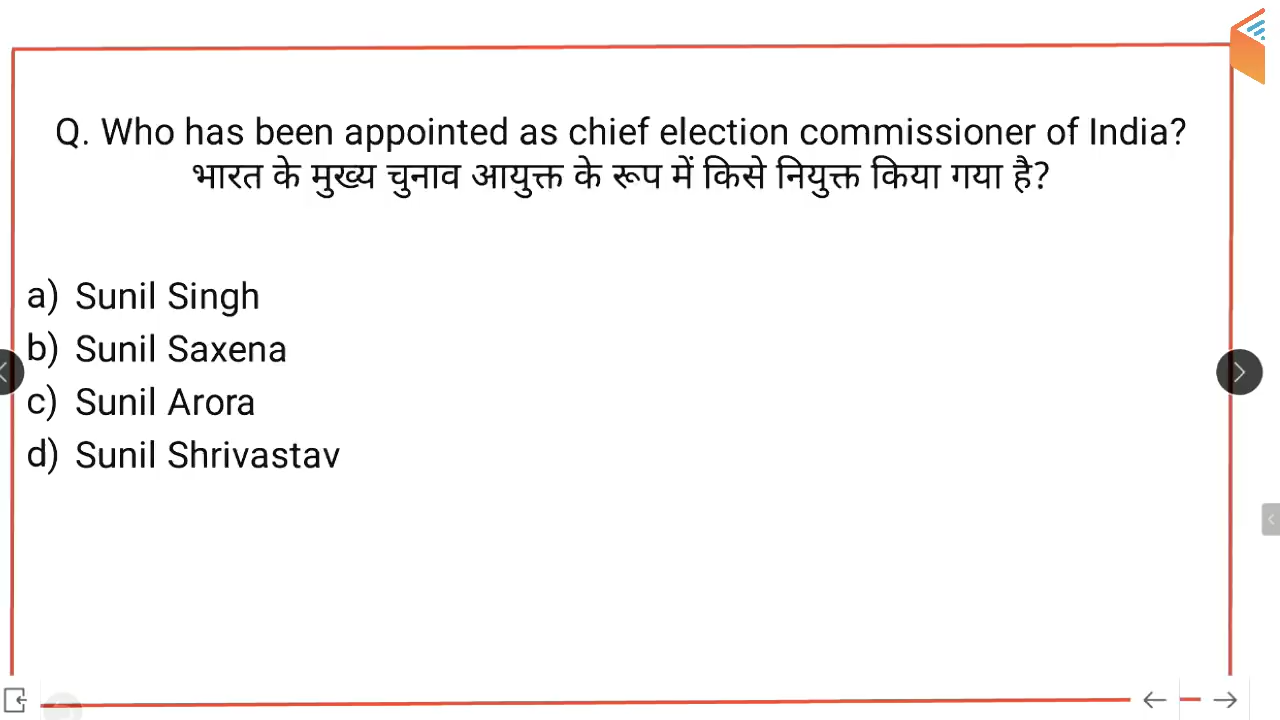 Q. Who has been appointed as chief election commissioner of India?
भारत के मुख्य चुनाव आयुक्त के रूप में किसे नियुक्त किया गया है?
a) Sunil Singh
b) Sunil Saxena
c) Sunil Arora
d) Sunil Shrivastav